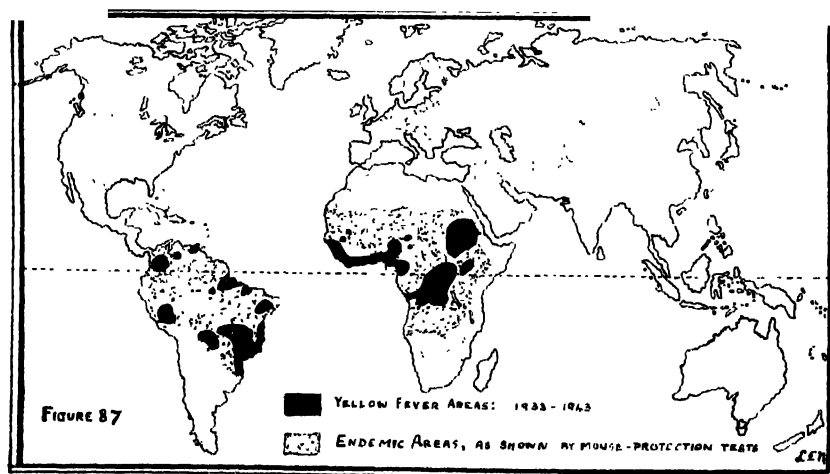 FIGURE 87
YELLOW FEVER AREAS: 1933 - 1943
ENDEMIC AREAS, AS SHOWN BY MOUSE-PROTECTION TESTS